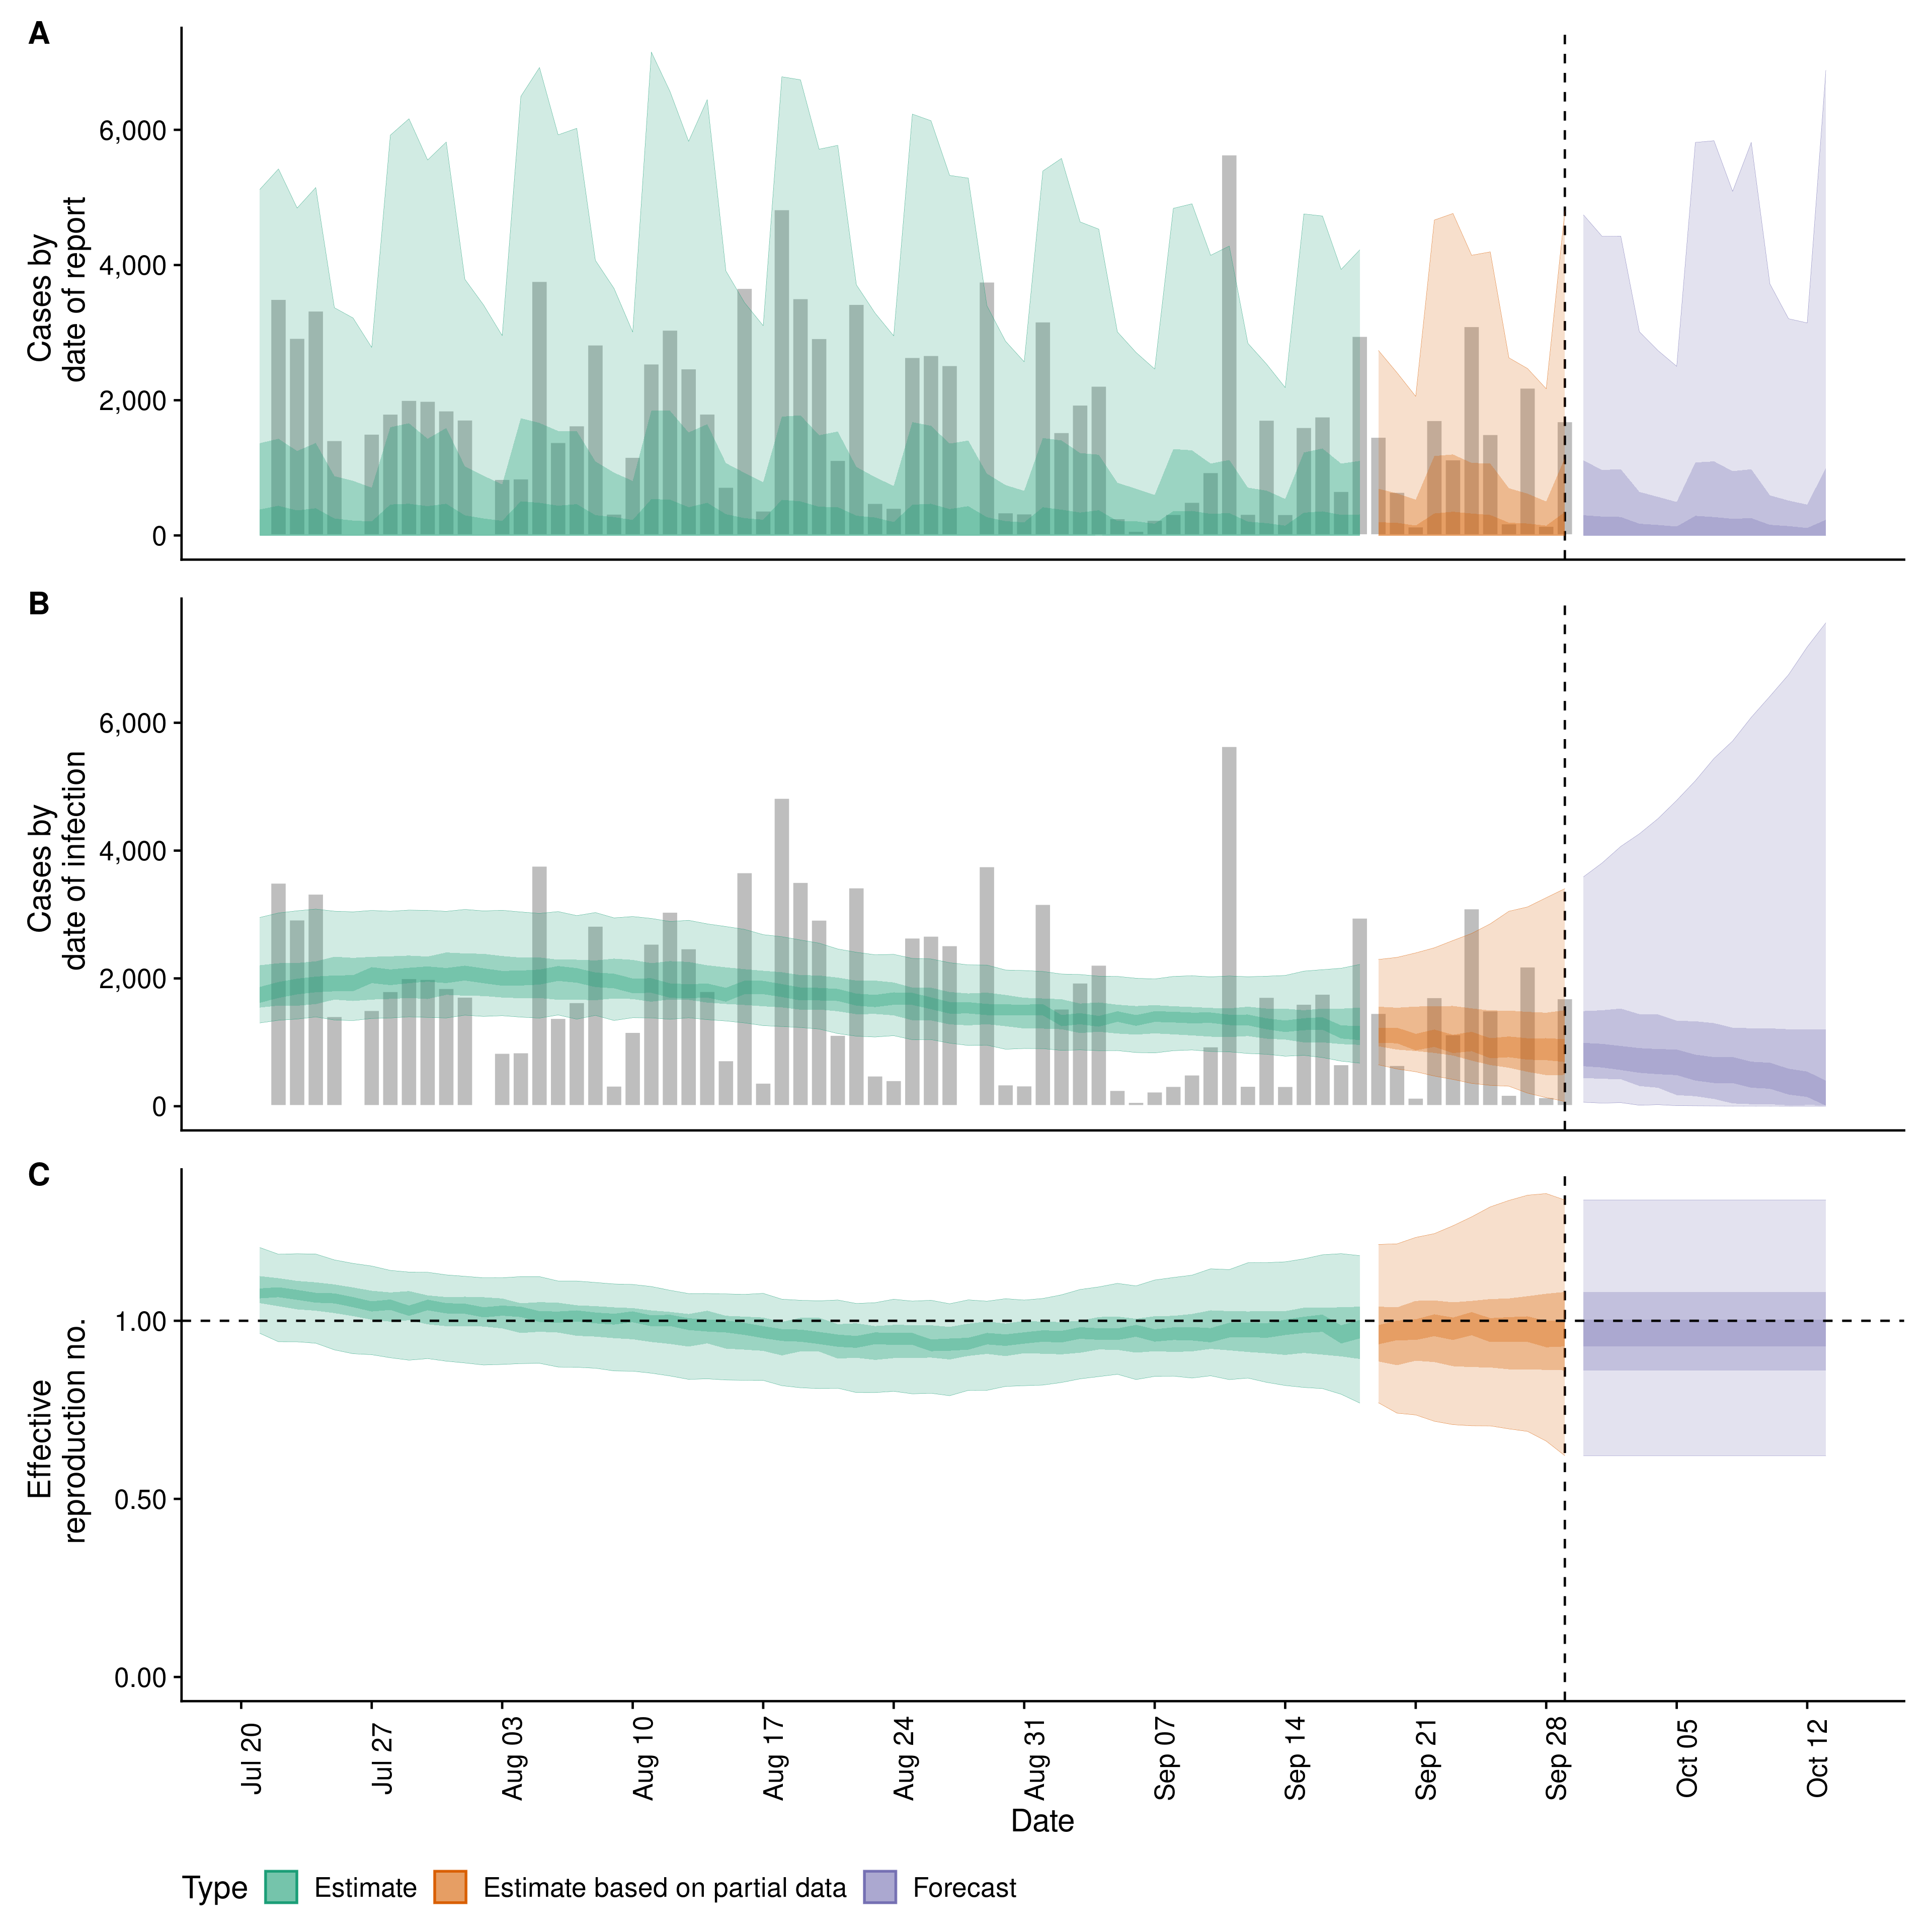 A
Cases by
date of report
6,000
4,000
2,000
0
B
Cases by
date of infection
6,000
4,000
2,000
0
C
Effective
reproduction no.
1.00
0.50
0.00
Jul 20
Jul 27
Aug 03
Aug 10
Aug 17
Aug 24
Aug 31
Sep 07
Sep 14
Sep 21
Sep 28
Oct 05
Oct 12
Date
Type Estimate Estimate based on partial data Forecast